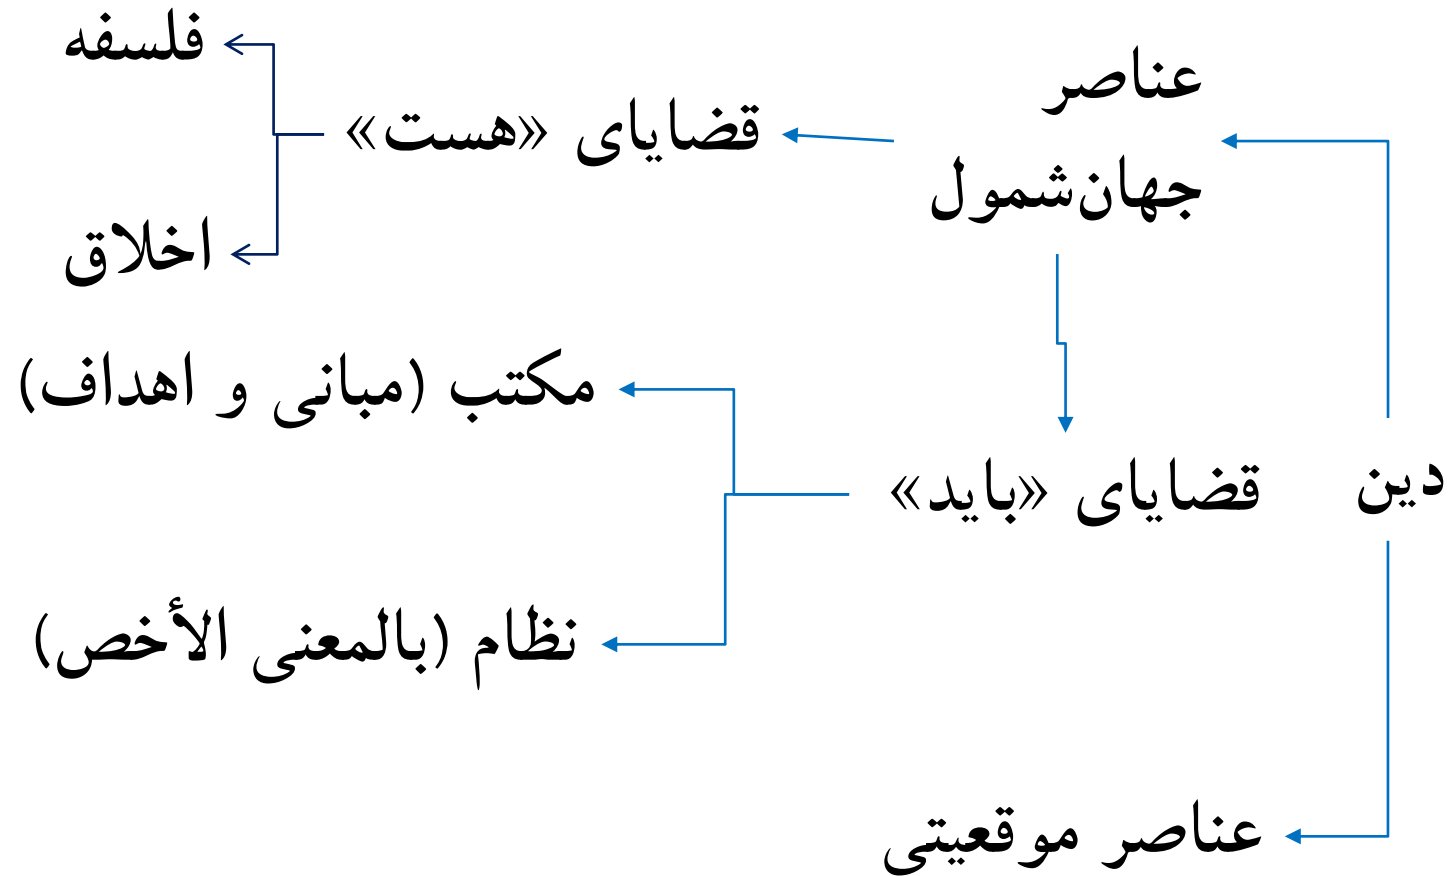 دین
عناصر
جهان‌شمول
قضایای «هست»
فلسفه
اخلاق
قضایای «باید»
مکتب (مبانی و اهداف)
نظام (بالمعنی الأخص)
عناصر موقعیتی